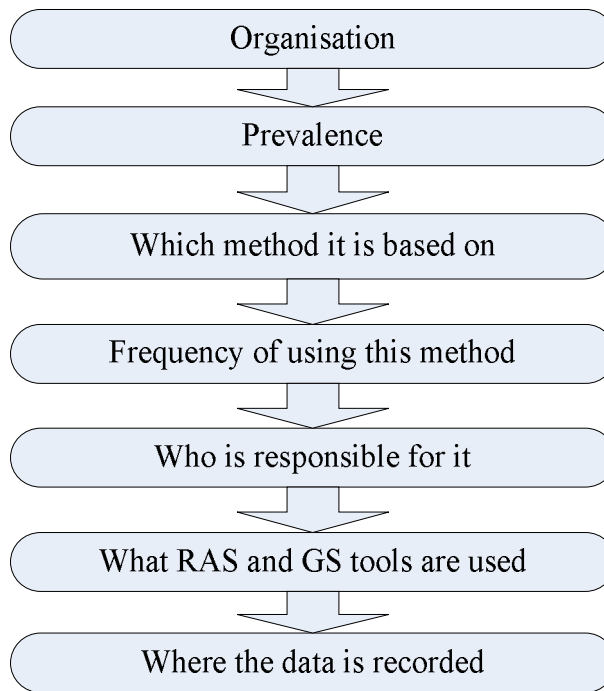 Organisation
Prevalence
Which method it is based on
Frequency of using this method
Who is responsible for it
What RAS and GS tools are used
Where the data is recorded